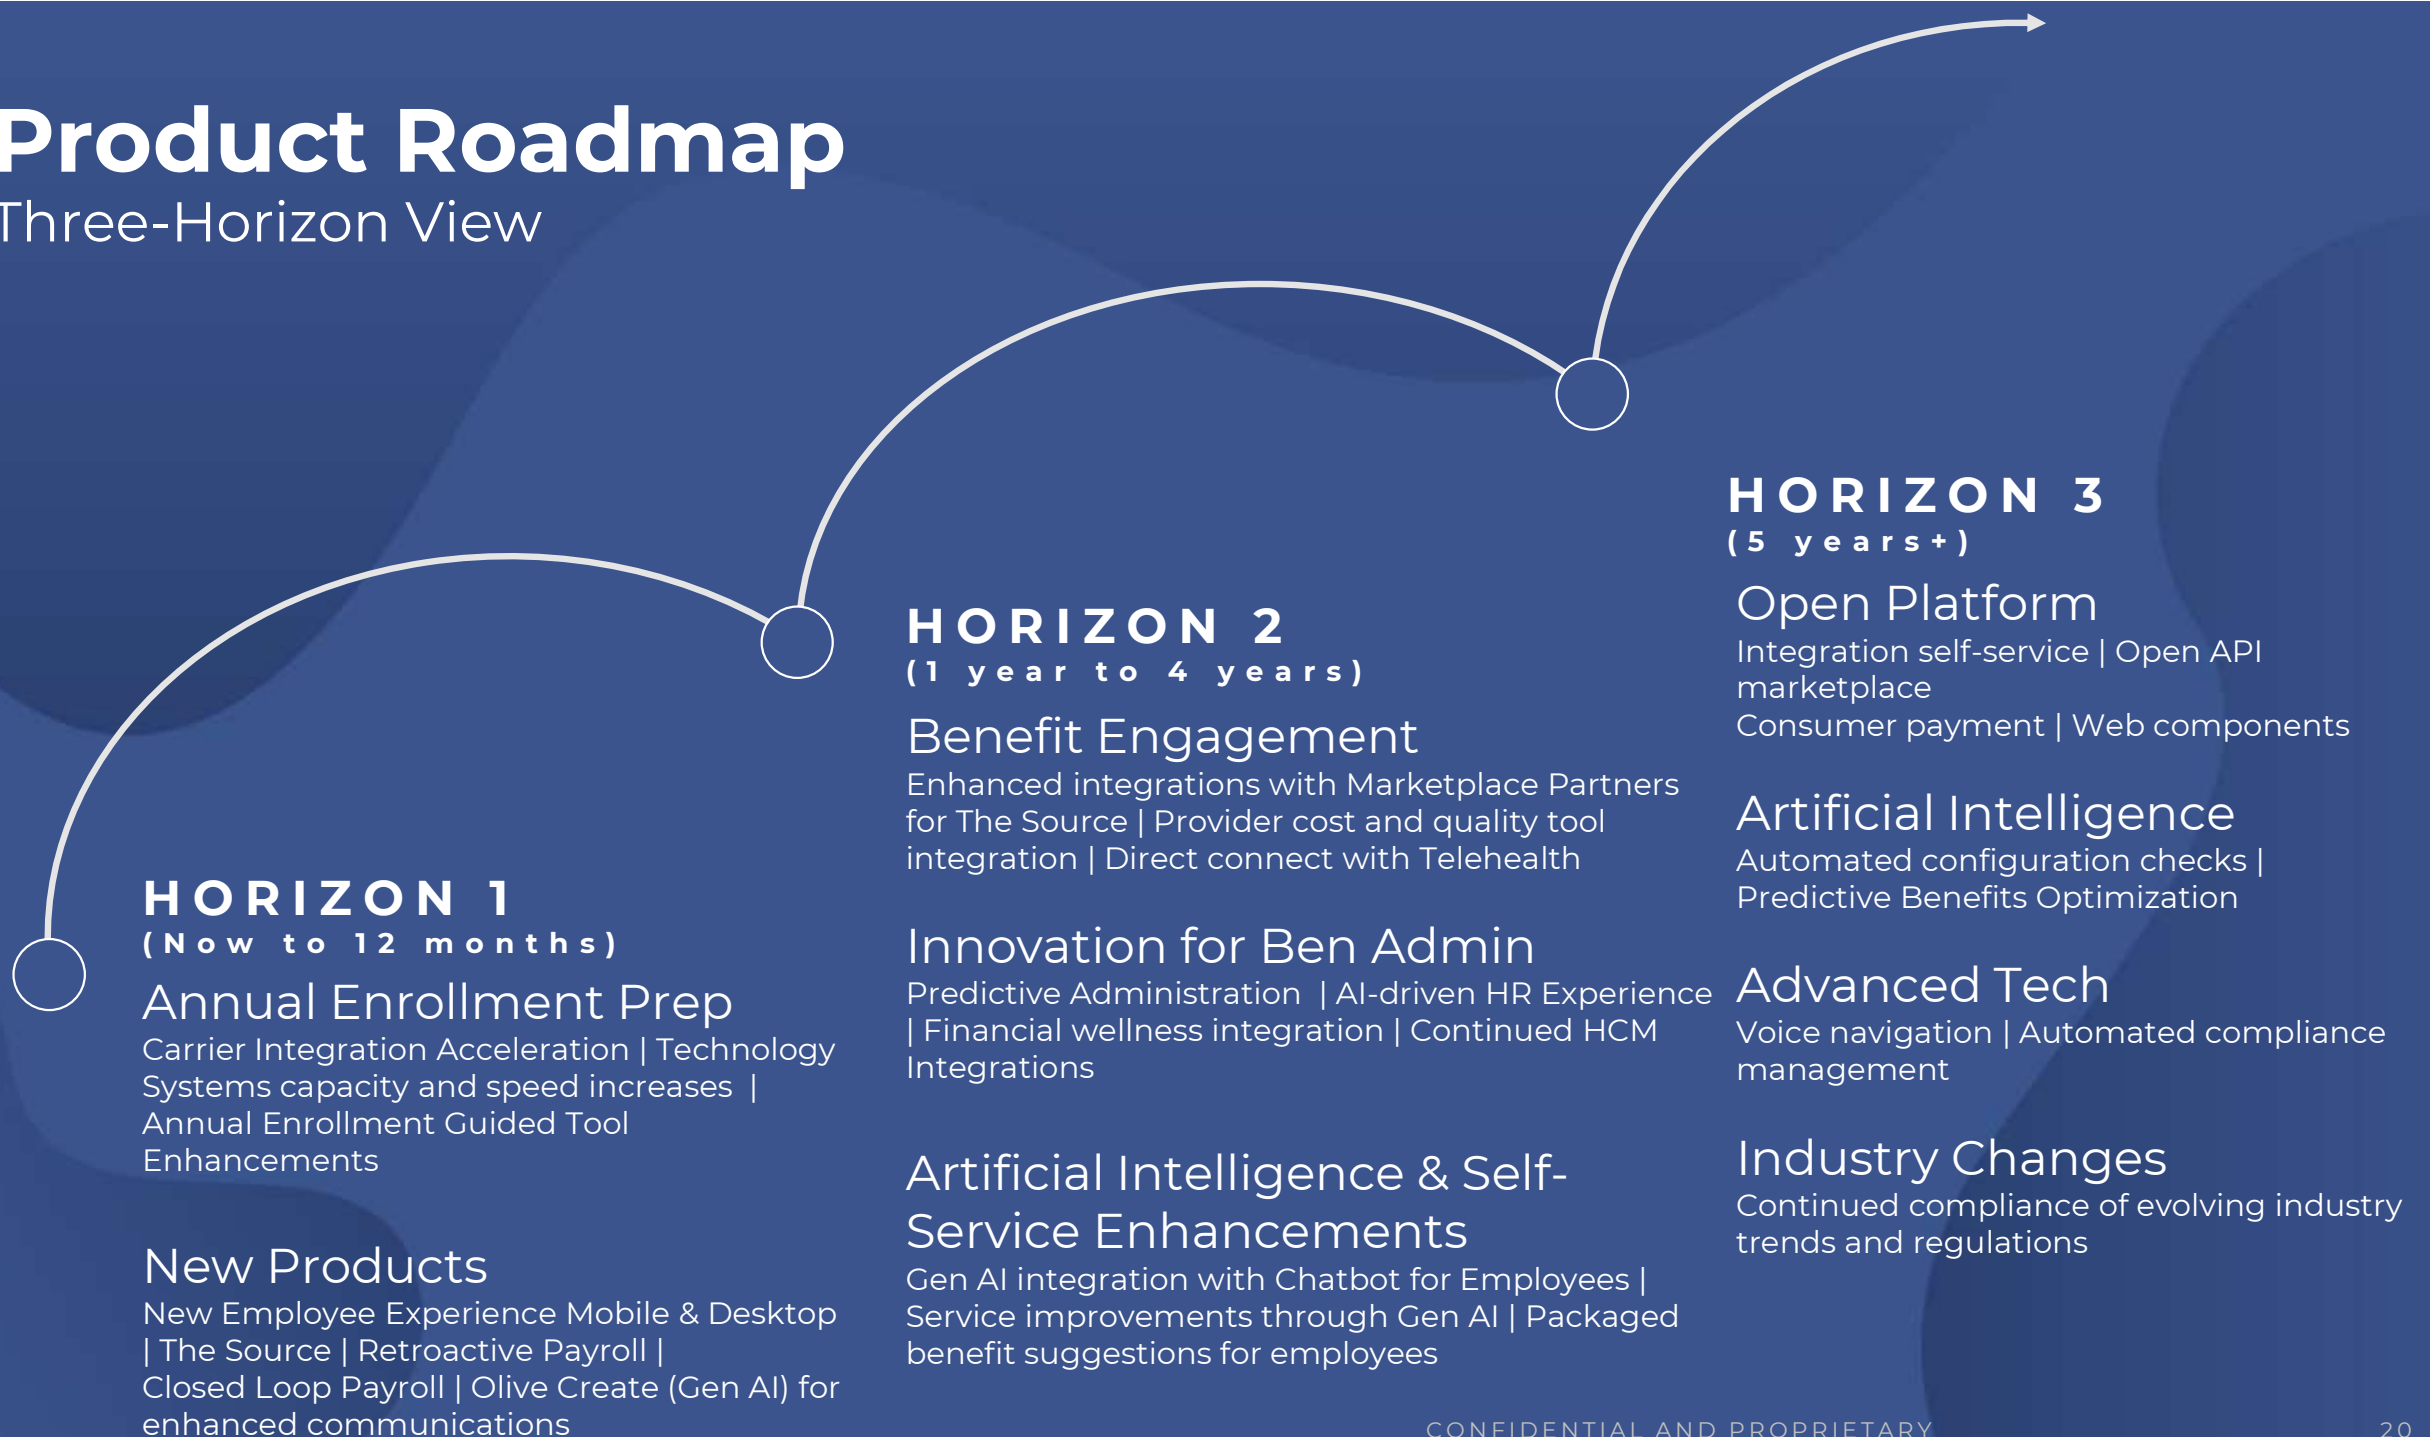 Product Roadmap
Three-Horizon View
HORIZON 1
(Now to 12 months)
Annual Enrollment Prep
Carrier Integration Acceleration | Technology
Systems capacity and speed increases |
Annual Enrollment Guided Tool
Enhancements
New Products
New Employee Experience Mobile & Desktop
| The Source | Retroactive Payroll |
Closed Loop Payroll | Olive Create (Gen AI) for
enhanced communications
HORIZON 2
(1 year to 4 years)
Benefit Engagement
Enhanced integrations with Marketplace Partners
for The Source | Provider cost and quality tool
integration | Direct connect with Telehealth
Innovation for Ben Admin
Predictive Administration | AI-driven HR Experience
| Financial wellness integration | Continued HCM
Integrations
Artificial Intelligence & Self-
Service Enhancements
Gen AI integration with Chatbot for Employees |
Service improvements through Gen AI | Packaged
benefit suggestions for employees
HORIZON 3
(5 years+)
Open Platform
Integration self-service | Open API
marketplace
Consumer payment | Web components
Artificial Intelligence
Automated configuration checks |
Predictive Benefits Optimization
Advanced Tech
Voice navigation | Automated compliance
management
Industry Changes
Continued compliance of evolving industry
trends and regulations
CONFIDENTIAL AND PROPRIETARY
20